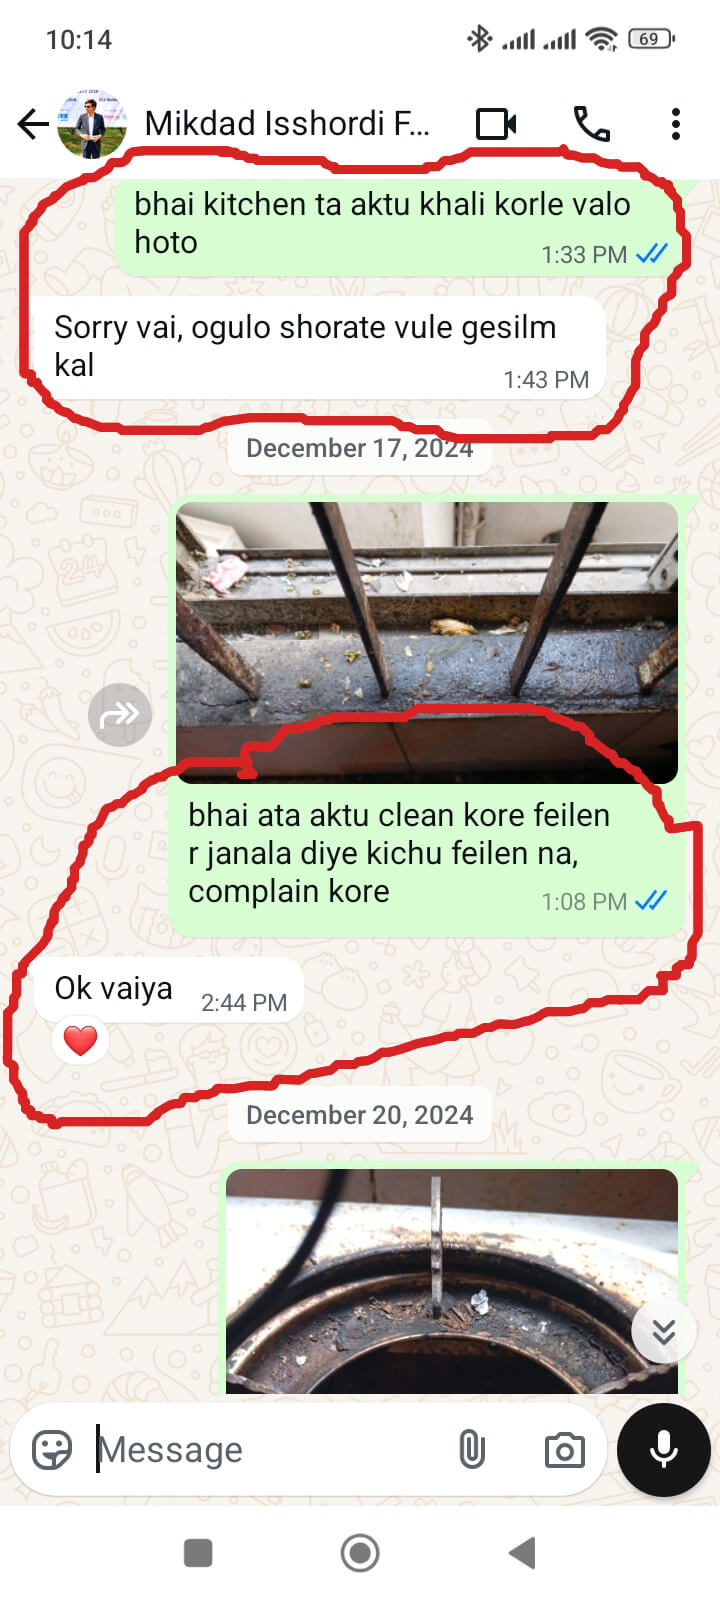 10:14
69
Mikdad Isshordi F...
bhai kitchen ta aktu khali korle valo
hoto
1:33 PM
Sorry vai, ogulo shorate vule gesilm
kal
1:43 PM
December 17, 2024
bhai ata aktu clean kore feilen
r janala diye kichu feilen na,
complain kore
1:08 PM
Ok vaiya
2:44 PM
December 20, 2024
Message